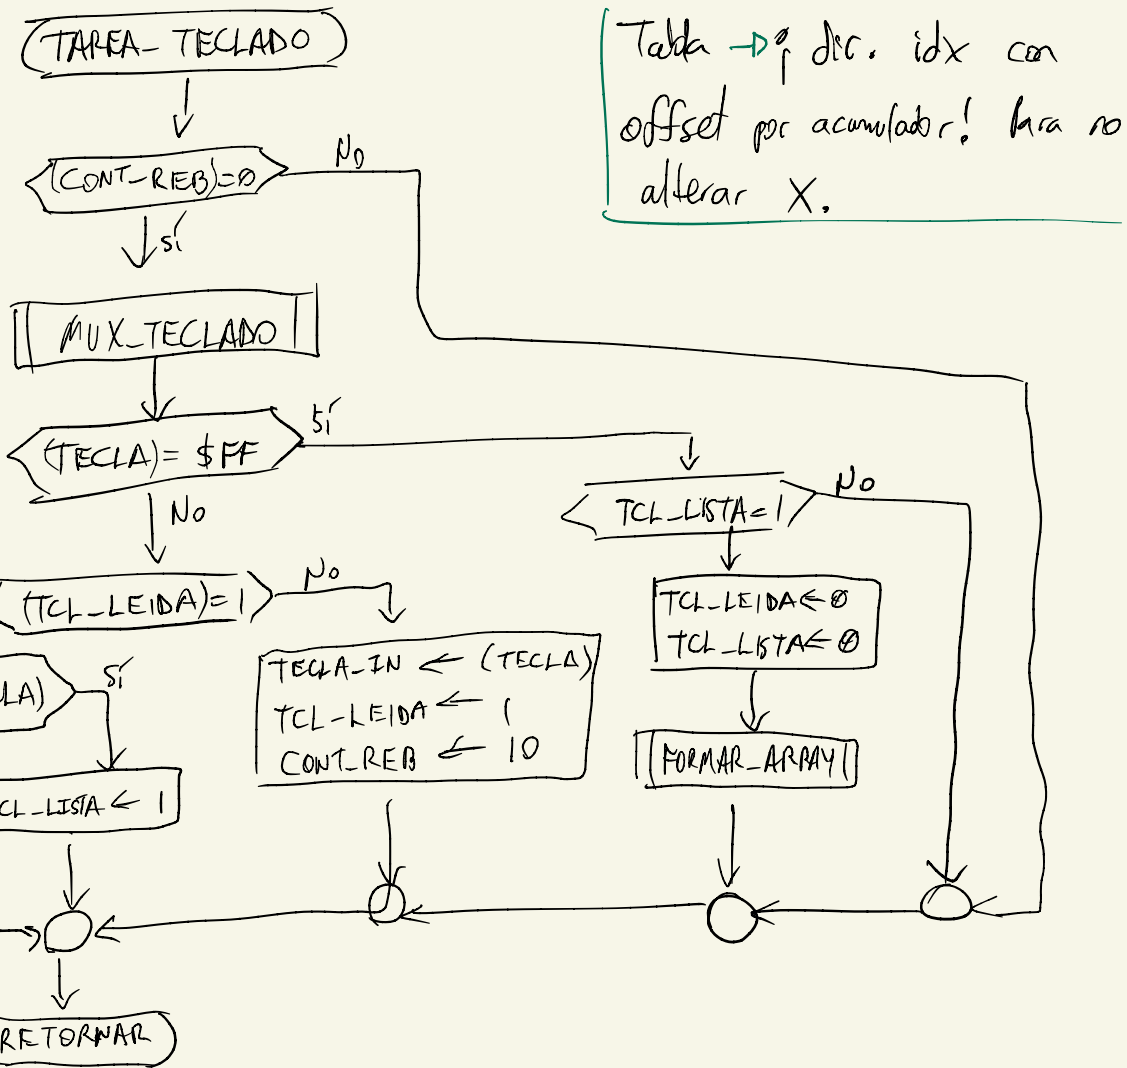 TAREA_TECLADO
Tabla → ¡ dir. idx con
offset por acumulador! Para no
alterar X.
(CONT_REB)=0
No
Sí
MUX_TECLADO
(TECLA)= $FF
Sí
No
TCL_LISTA=1
No
(TCL_LEIDA)=1
No
TCL_LEIDA ← 0
TCL_LISTA ← 0
LA)
Sí
TECLA_IN ← (TECLA)
TCL_LEIDA ← 1
CONT_REB ← 10
FORMAR_ARRAY
CL_LISTA ← 1
RETORNAR